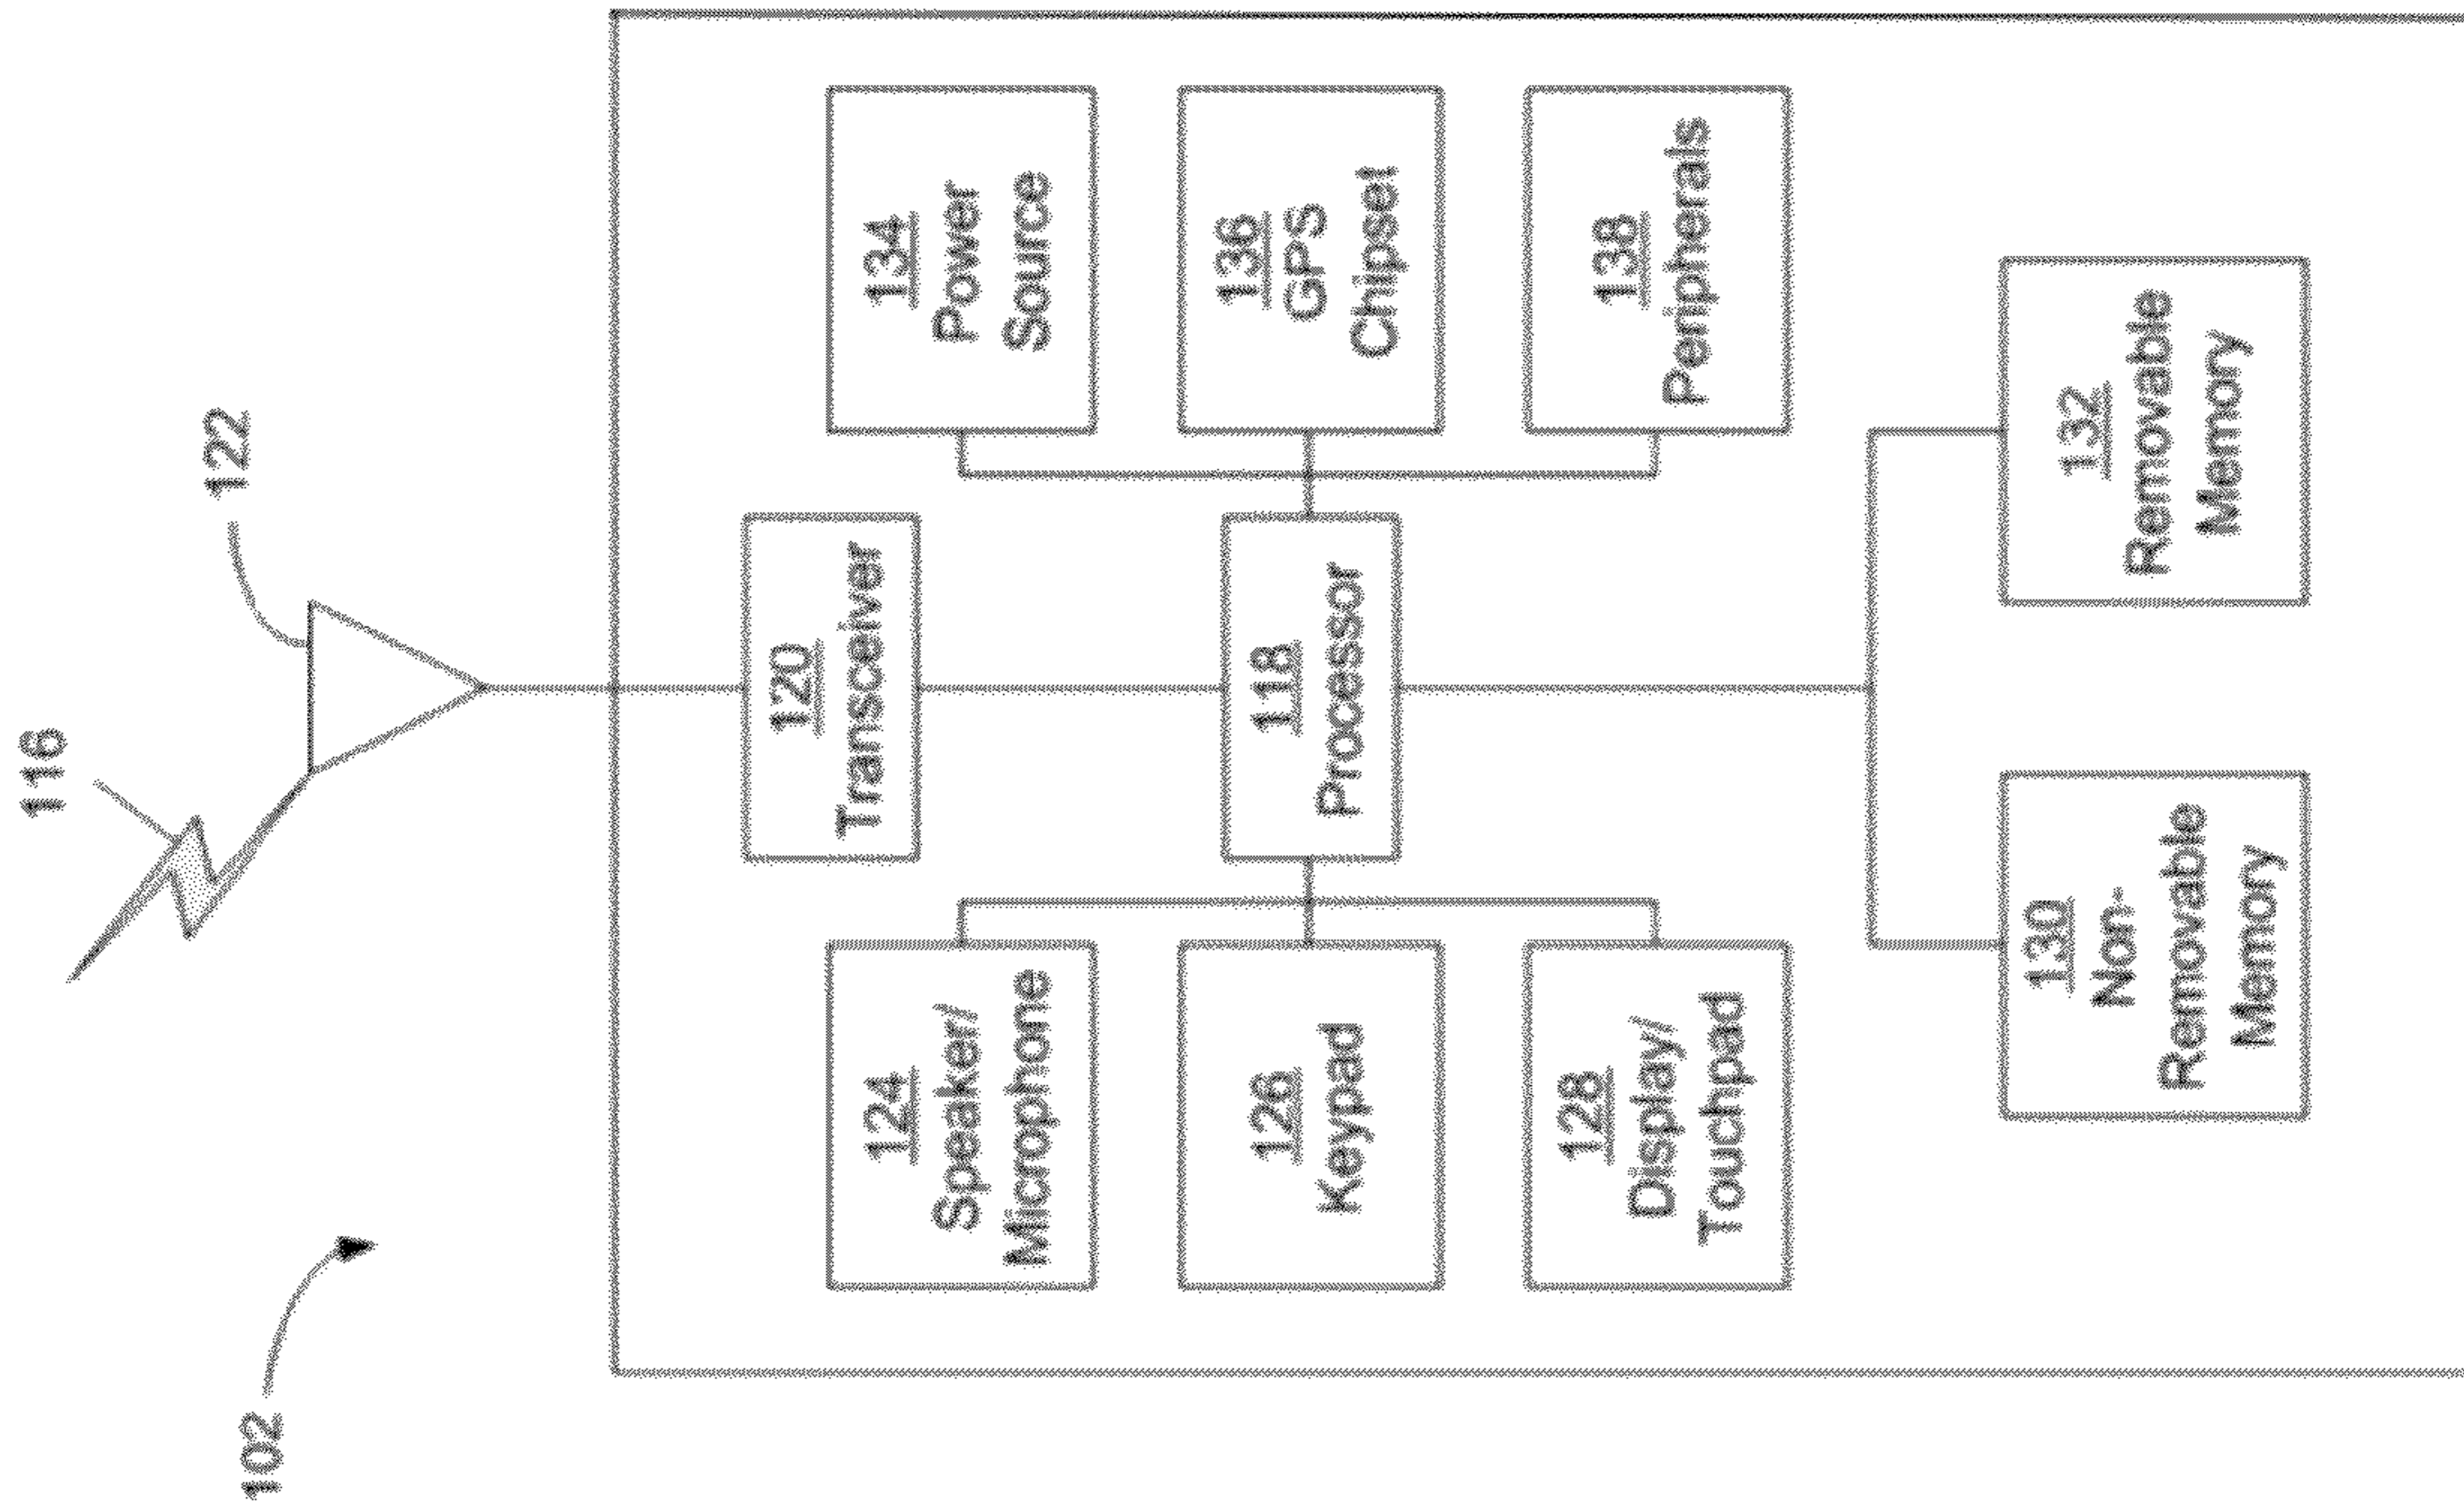 102
116
122
120
Transceiver
124
Speaker/
Microphone
134
Power
Source
118
Processor
126
Keypad
136
GPS
Chipset
128
Display/
Touchpad
138
Peripherals
130
Non-
Removable
Memory
132
Removable
Memory